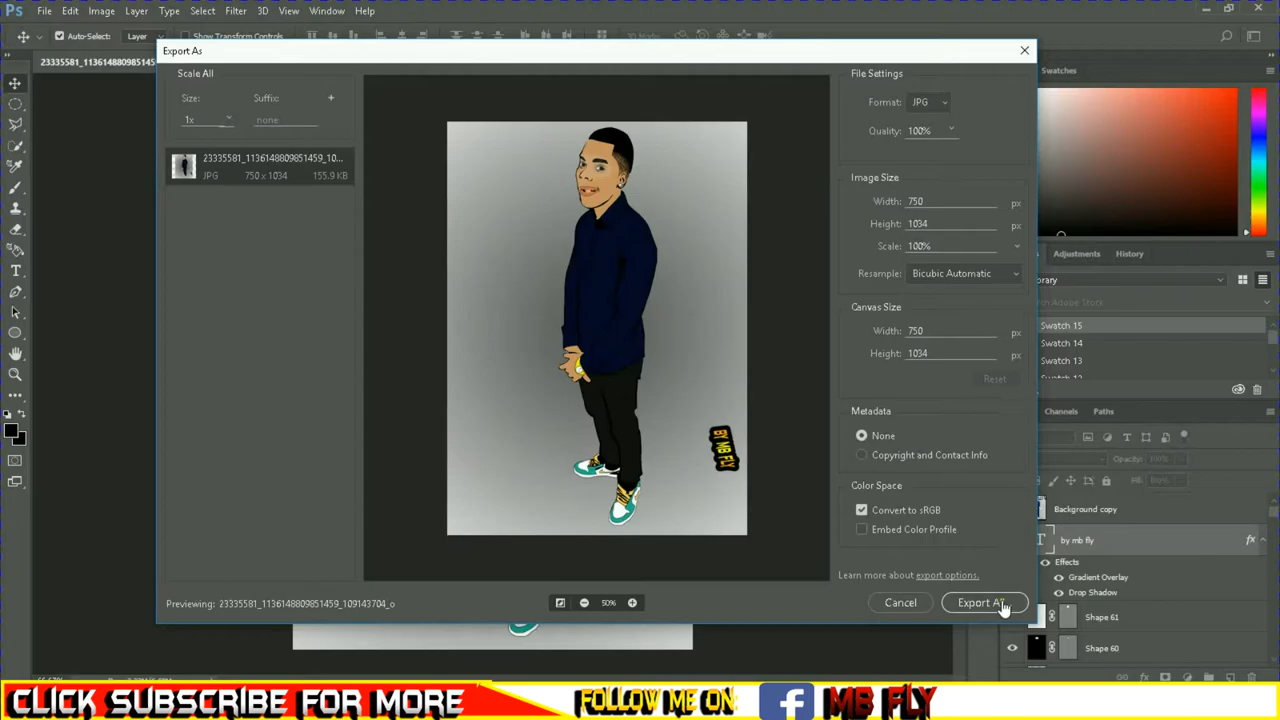 Ps File Edit Image Layer Type Select Filter 3D View Window Help
Auto-Select: Layer Show Transform Controls
23335581_1136148809851459
Export As
Scale All
Size: Suffix:
1x none
23335581_1136148809851459_10...
JPG 750 x 1034 155.9 KB
BY MB FLY
File Settings
Format: JPG
Quality: 100%
Image Size
Width: 750 px
Height: 1034 px
Scale: 100%
Resample: Bicubic Automatic
Canvas Size
Width: 750 px
Height: 1034 px
Reset
Metadata
None
Copyright and Contact Info
Color Space
Convert to sRGB
Embed Color Profile
Learn more about export options.
Previewing: 23335581_1136148809851459_109143704_o
50%
Cancel Export All
Swatches
Adjustments History
Swatch 15
Swatch 14
Swatch 13
Channels Paths
Opacity:
Fill:
Background copy
by mb fly fx
Effects
Gradient Overlay
Drop Shadow
Shape 61
Shape 60
CLICK SUBSCRIBE FOR MORE FOLLOW ME ON: f MB FLY